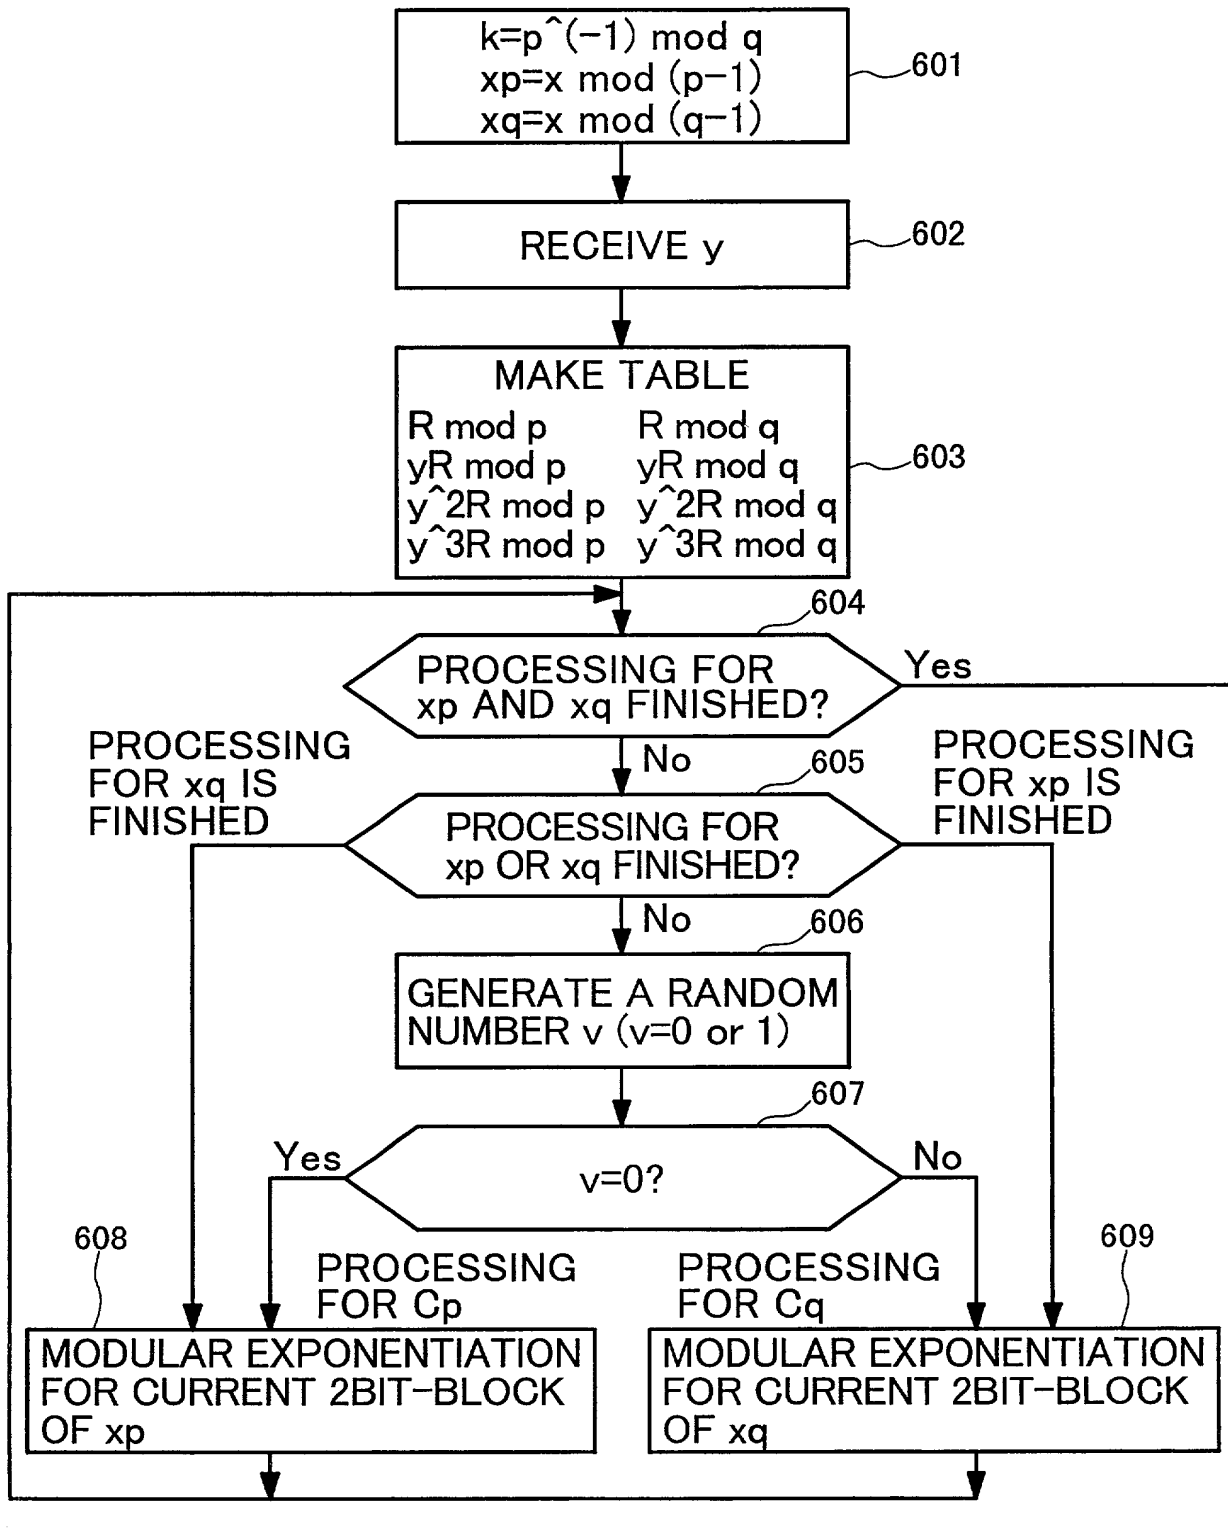 k=p^(-1) mod q
xp=x mod (p-1)
xq=x mod (q-1)
601
RECEIVE y
602
MAKE TABLE
R mod p R mod q
yR mod p yR mod q
y^2R mod p y^2R mod q
y^3R mod p y^3R mod q
603
604
PROCESSING FOR
xp AND xq FINISHED?
Yes
No
PROCESSING
FOR xq IS
FINISHED
605
PROCESSING
FOR xp IS
FINISHED
PROCESSING FOR
xp OR xq FINISHED?
No
606
GENERATE A RANDOM
NUMBER v (v=0 or 1)
607
Yes
v=0?
No
608
PROCESSING
FOR Cp
PROCESSING
FOR Cq
609
MODULAR EXPONENTIATION
FOR CURRENT 2BIT-BLOCK
OF xp
MODULAR EXPONENTIATION
FOR CURRENT 2BIT-BLOCK
OF xq